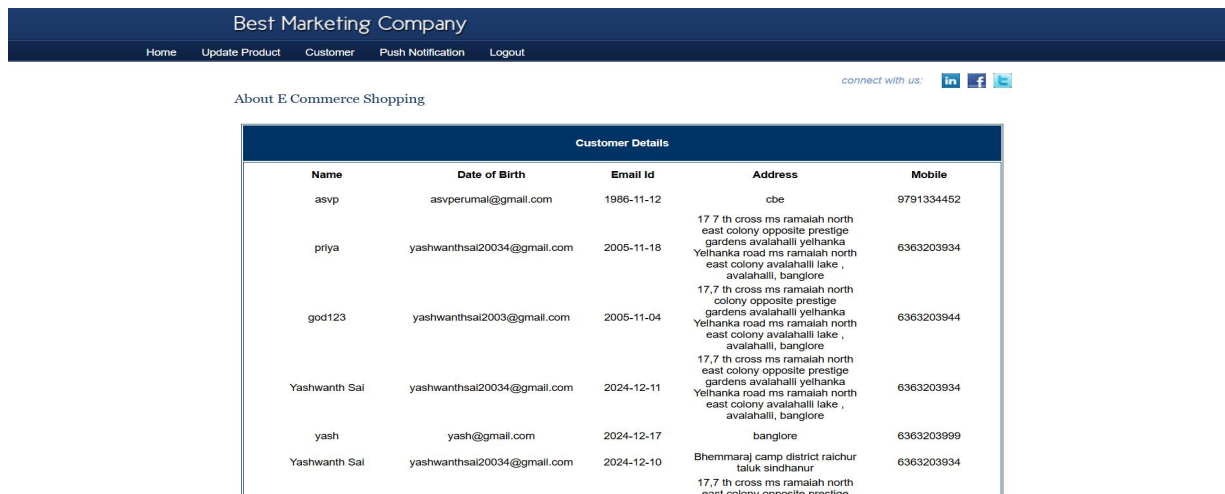 Best Marketing Company
Home Update Product Customer Push Notification Logout
connect with us: in f t
About E Commerce Shopping
Customer Details
Name Date of Birth Email Id Address Mobile
asvp asvperumal@gmail.com 1986-11-12 cbe 9791334452
17 7 th cross ms ramaiah north
east colony opposite prestige
gardens avalahalli yelhanka
priya yashwanthsai20034@gmail.com 2005-11-18 Yelhanka road ms ramaiah north 6363203934
east colony avalahalli lake ,
avalahalli, banglore
17,7 th cross ms ramaiah north
colony opposite prestige
gardens avalahalli yelhanka
god123 yashwanthsai2003@gmail.com 2005-11-04 Yelhanka road ms ramaiah north 6363203944
east colony avalahalli lake ,
avalahalli, banglore
17,7 th cross ms ramaiah north
east colony opposite prestige
gardens avalahalli yelhanka
Yashwanth Sai yashwanthsai20034@gmail.com 2024-12-11 Yelhanka road ms ramaiah north 6363203934
east colony avalahalli lake ,
avalahalli, banglore
yash yash@gmail.com 2024-12-17 banglore 6363203999
Yashwanth Sai yashwanthsai20034@gmail.com 2024-12-10 Bhemmaraj camp district raichur 6363203934
taluk sindhanur
17,7 th cross ms ramaiah north
east colony opposite prestige